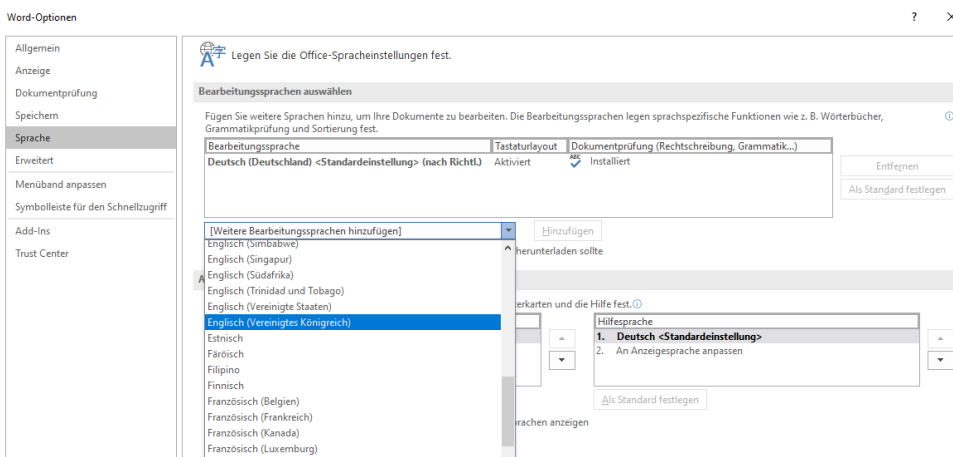 Word-Optionen
?
Allgemein
Anzeige
Dokumentprüfung
Speichern
Sprache
Erweitert
Menüband anpassen
Symbolleiste für den Schnellzugriff
Add-Ins
Trust Center
Legen Sie die Office-Spracheinstellungen fest.
Bearbeitungssprachen auswählen
Fügen Sie weitere Sprachen hinzu, um Ihre Dokumente zu bearbeiten. Die Bearbeitungssprachen legen sprachspezifische Funktionen wie z. B. Wörterbücher,
Grammatikprüfung und Sortierung fest.
Bearbeitungssprache Tastaturlayout Dokumentprüfung (Rechtschreibung, Grammatik...)
Deutsch (Deutschland) <Standardeinstellung> (nach Richtl.) Aktiviert ABC Installiert
Entfernen
Als Standard festlegen
[Weitere Bearbeitungssprachen hinzufügen] Hinzufügen
Englisch (Simbabwe)
herunterladen sollte
Englisch (Singapur)
Englisch (Südafrika)
A
Englisch (Trinidad und Tobago)
Englisch (Vereinigte Staaten)
terkarten und die Hilfe fest.
Englisch (Vereinigtes Königreich)
Hilfesprache
Estnisch
1. Deutsch <Standardeinstellung>
Färöisch
2. An Anzeigesprache anpassen
Filipino
Finnisch
Französisch (Belgien)
Als Standard festlegen
Französisch (Frankreich)
rachen anzeigen
Französisch (Kanada)
Französisch (Luxemburg)